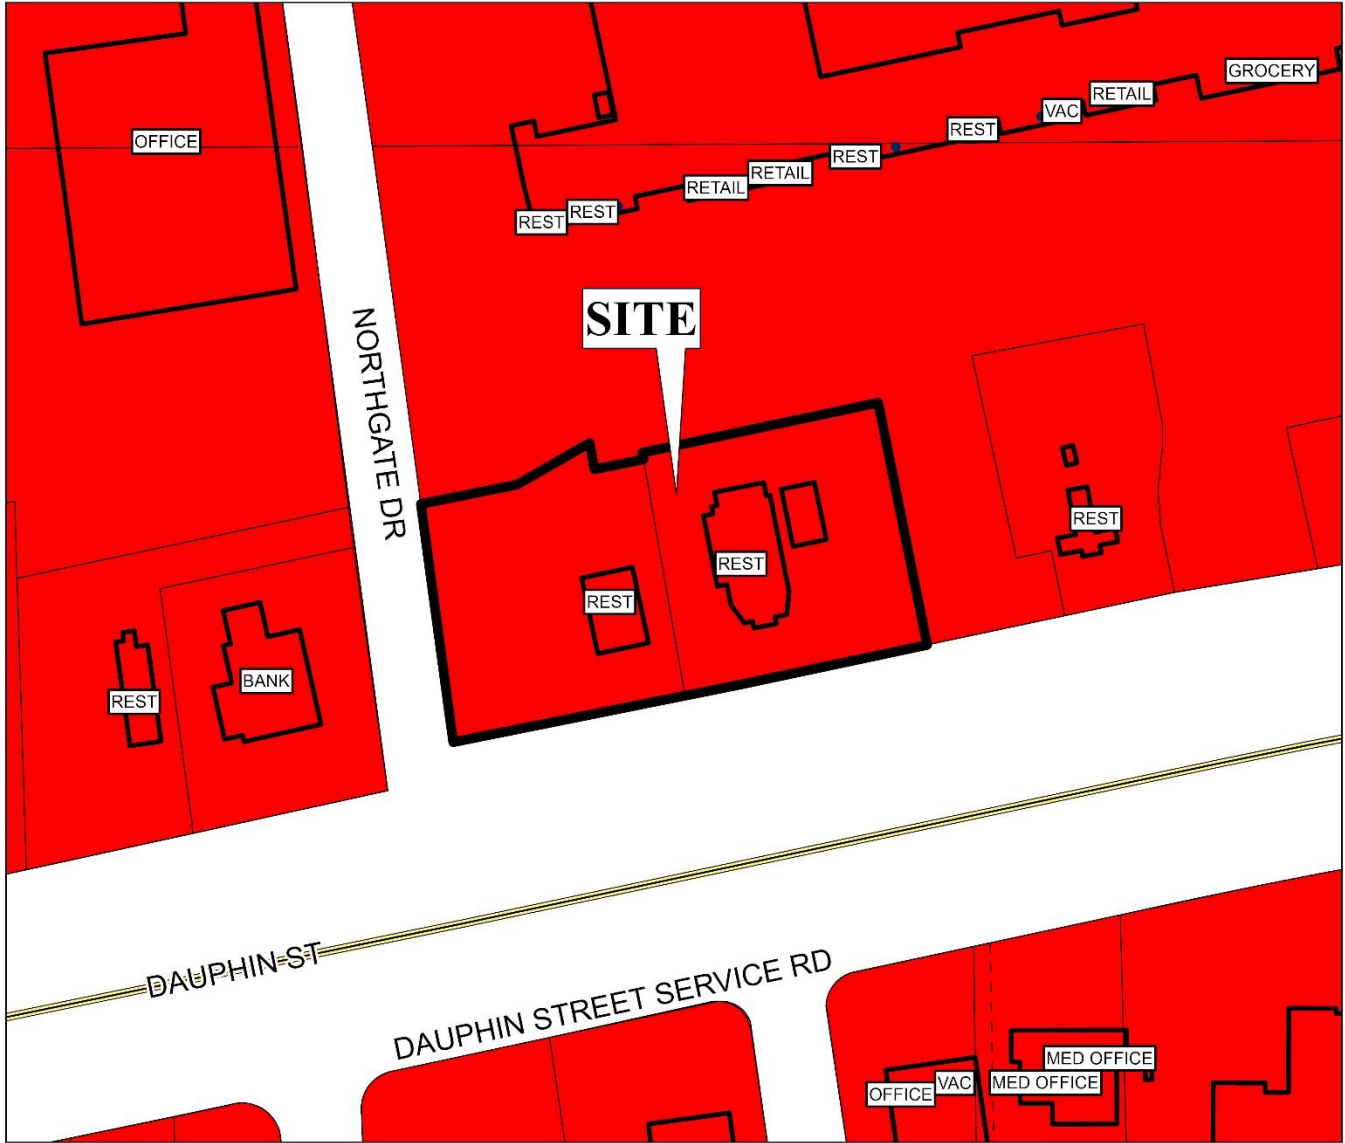 GROCERY
RETAIL
VAC
REST
OFFICE
REST
RETAIL
RETAIL
REST
REST
SITE
NORTHGATE DR
REST
REST
REST
BANK
REST
DAUPHIN ST
DAUPHIN STREET SERVICE RD
MED OFFICE
MED OFFICE
VAC
OFFICE